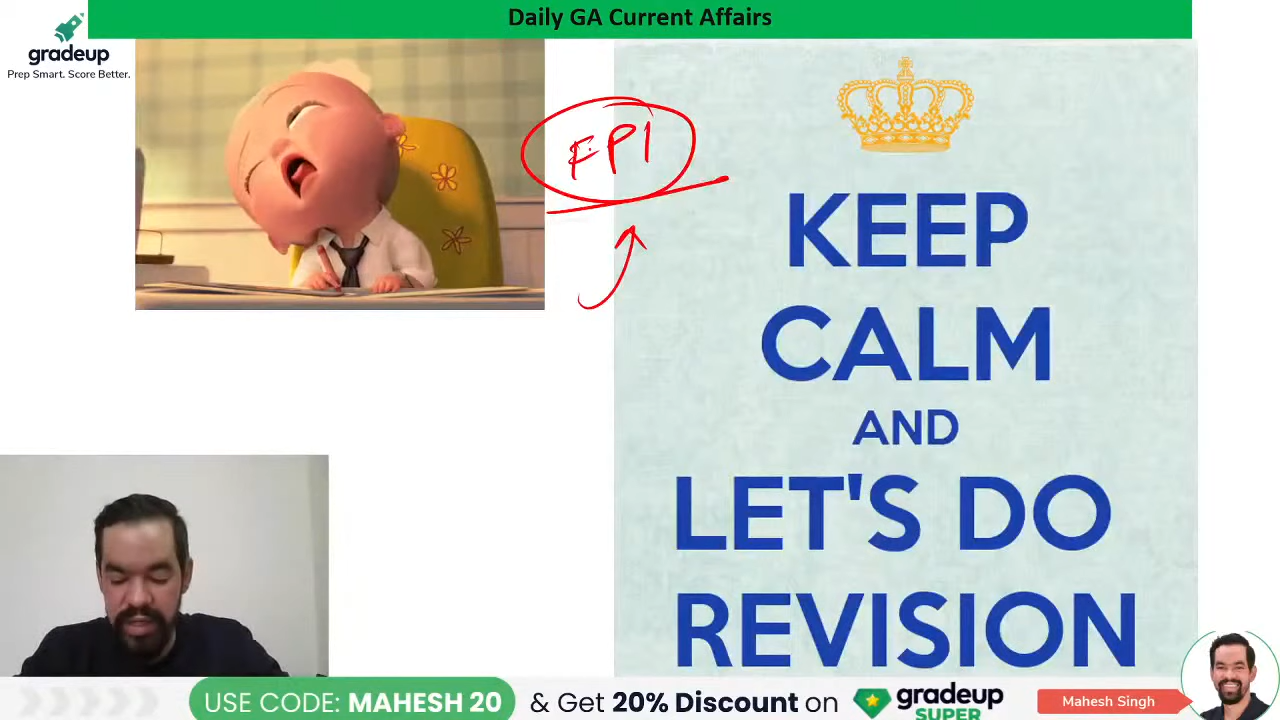 Daily GA Current Affairs
gradeup
Prep Smart. Score Better.
FPI
KEEP
CALM
AND
LET'S DO
REVISION
USE CODE: MAHESH 20 & Get 20% Discount on gradeup SUPER
Mahesh Singh